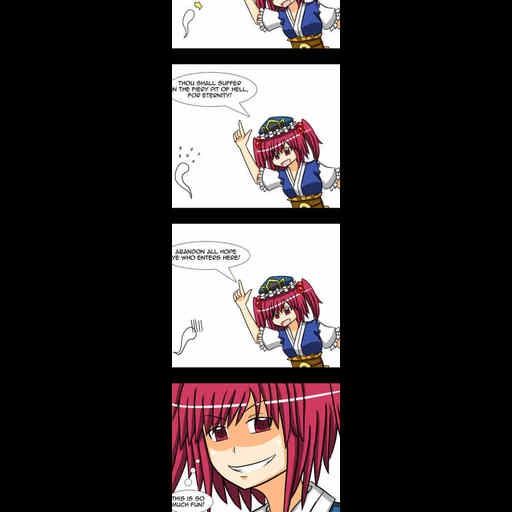 THOU SHALL SUFFER
IN THE FIERY PIT OF HELL,
FOR ETERNITY!
ABANDON ALL HOPE
YE WHO ENTERS HERE!
THIS IS SO
MUCH FUN!